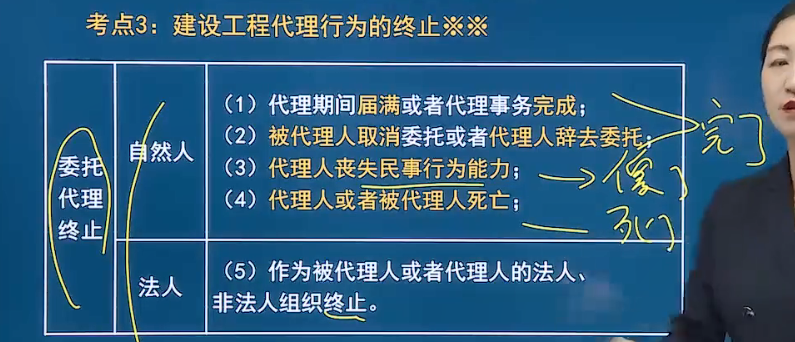 考点3：建设工程代理行为的终止※※
委托
代理
终止
自然人
（1）代理期间届满或者代理事务完成；
（2）被代理人取消委托或者代理人辞去委托；
（3）代理人丧失民事行为能力；
（4）代理人或者被代理人死亡；
完了
傻了
死了
法人
（5）作为被代理人或者代理人的法人、
非法人组织终止。